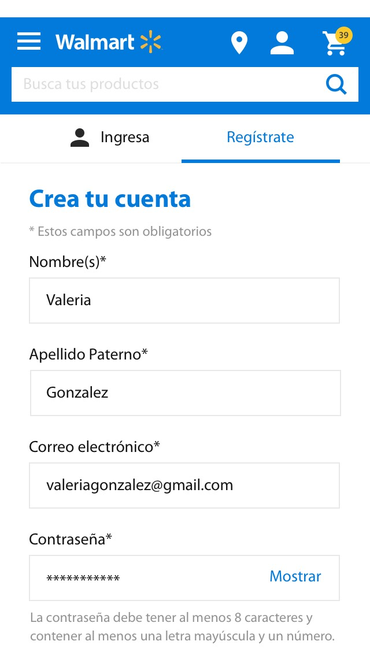 Walmart
39
Busca tus productos
Ingresa
Regístrate
Crea tu cuenta
* Estos campos son obligatorios
Nombre(s)*
Valeria
Apellido Paterno*
Gonzalez
Correo electrónico*
valeriagonzalez@gmail.com
Contraseña*
*********** Mostrar
La contraseña debe tener al menos 8 caracteres y
contener al menos una letra mayúscula y un número.